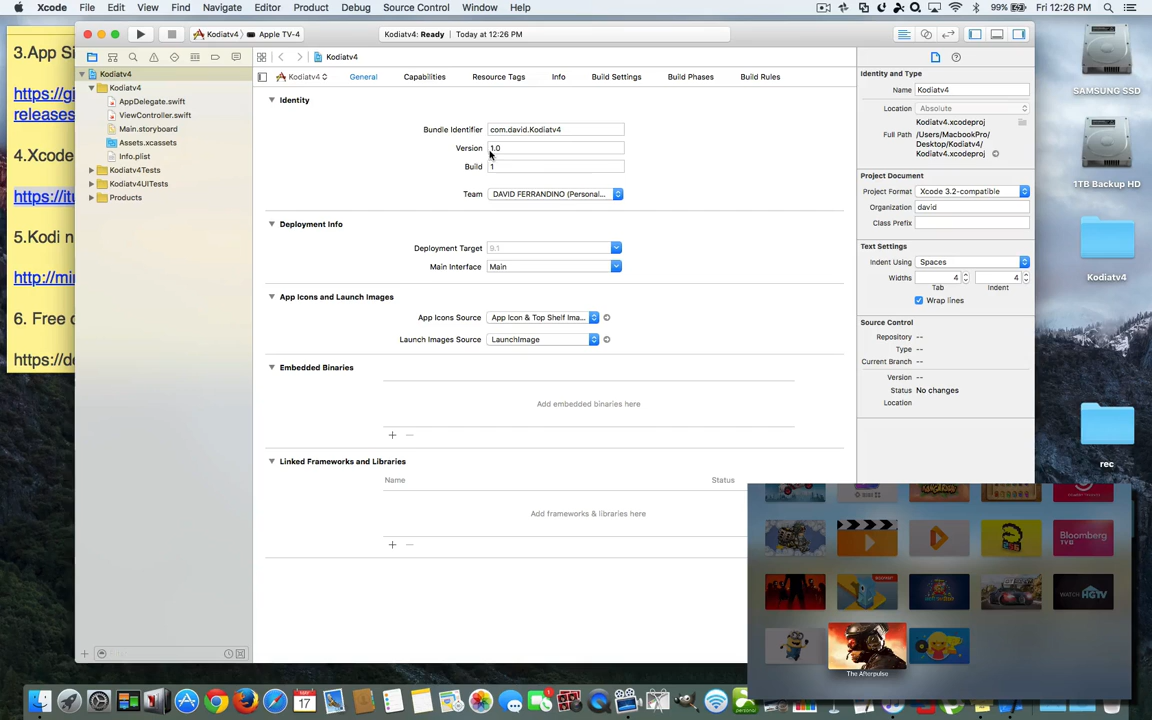 Xcode File Edit View Find Navigate Editor Product Debug Source Control Window Help 99% Fri 12:26 AM
Kodiatv4 Apple TV-4 Kodiatv4: Ready Today at 12:26 PM
Kodiatv4
Kodiatv4
Kodiatv4
AppDelegate.swift
ViewController.swift
Main.storyboard
Assets.xcassets
Info.plist
Kodiatv4Tests
Kodiatv4UITests
Products
3.App Si
https://gi
releases
4.Xcode
https://itu
5.Kodi n
http://mir
6. Free d
https://de
Kodiatv4 General Capabilities Resource Tags Info Build Settings Build Phases Build Rules
Identity
Bundle Identifier com.david.Kodiatv4
Version 1.0
Build 1
Team DAVID FERRANDINO (Personal...
Deployment Info
Deployment Target 9.1
Main Interface Main
App Icons and Launch Images
App Icons Source App Icon & Top Shelf Ima...
Launch Images Source LaunchImage
Embedded Binaries
Add embedded binaries here
Linked Frameworks and Libraries
Name Status
Add frameworks & libraries here
Identity and Type
Name Kodiatv4
Location Absolute
Kodiatv4.xcodeproj
Full Path /Users/MacbookPro/
Desktop/Kodiatv4/
Kodiatv4.xcodeproj
Project Document
Project Format Xcode 3.2-compatible
Organization david
Class Prefix
Text Settings
Indent Using Spaces
Widths 4 4
Tab Indent
Wrap lines
Source Control
Repository --
Type --
Current Branch --
Version --
Status No changes
Location
SAMSUNG SSD
1TB Backup HD
Kodiatv4
rec
Bloomberg
TV
WATCH HGTV
The Afterpulse
17